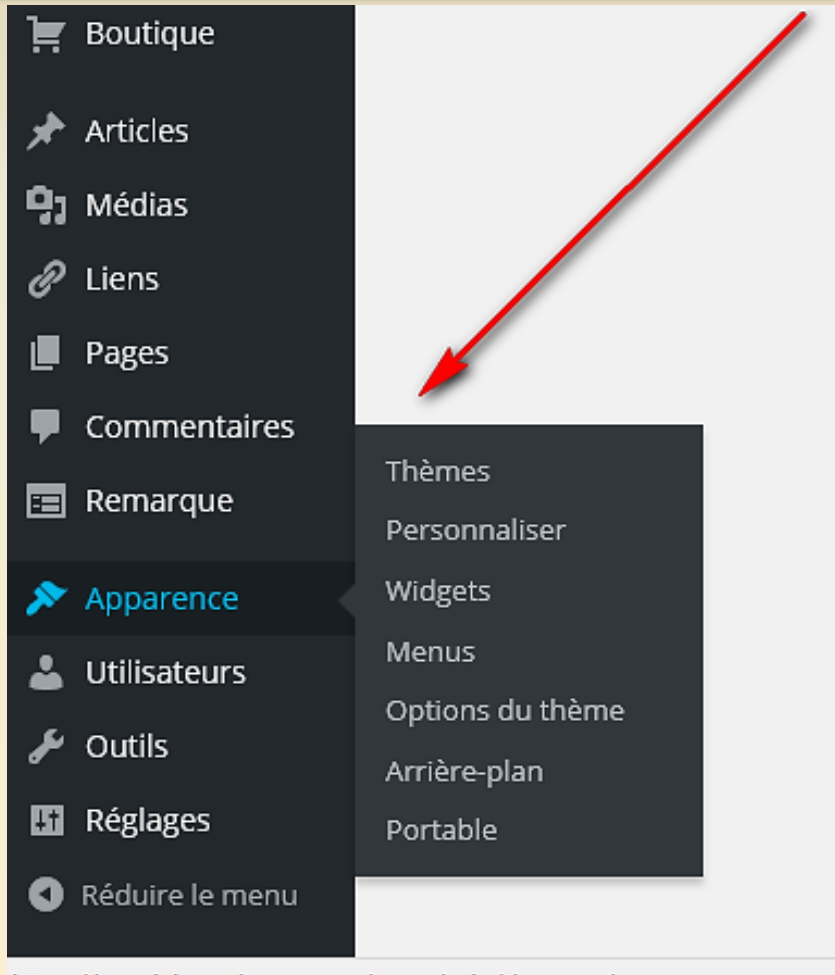 Boutique
Articles
Médias
Liens
Pages
Commentaires
Remarque
Apparence
Utilisateurs
Outils
Réglages
Réduire le menu
Thèmes
Personnaliser
Widgets
Menus
Options du thème
Arrière-plan
Portable